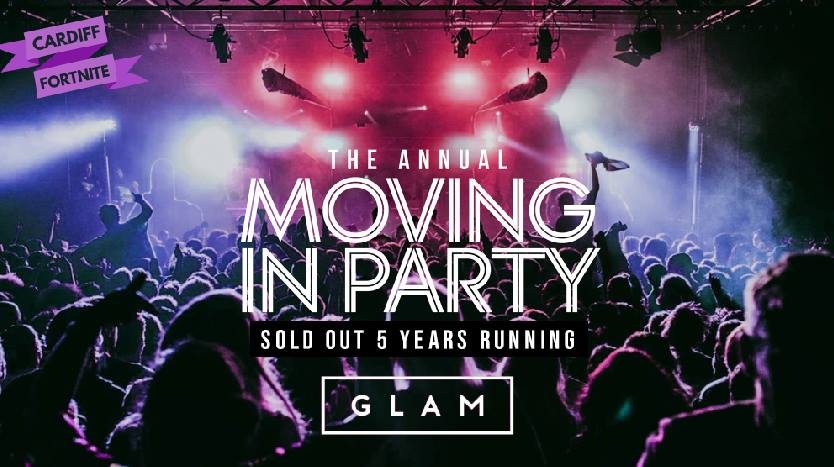 CARDIFF
FORTNITE
THE ANNUAL
MOVING
IN PARTY
SOLD OUT 5 YEARS RUNNING
GLAM